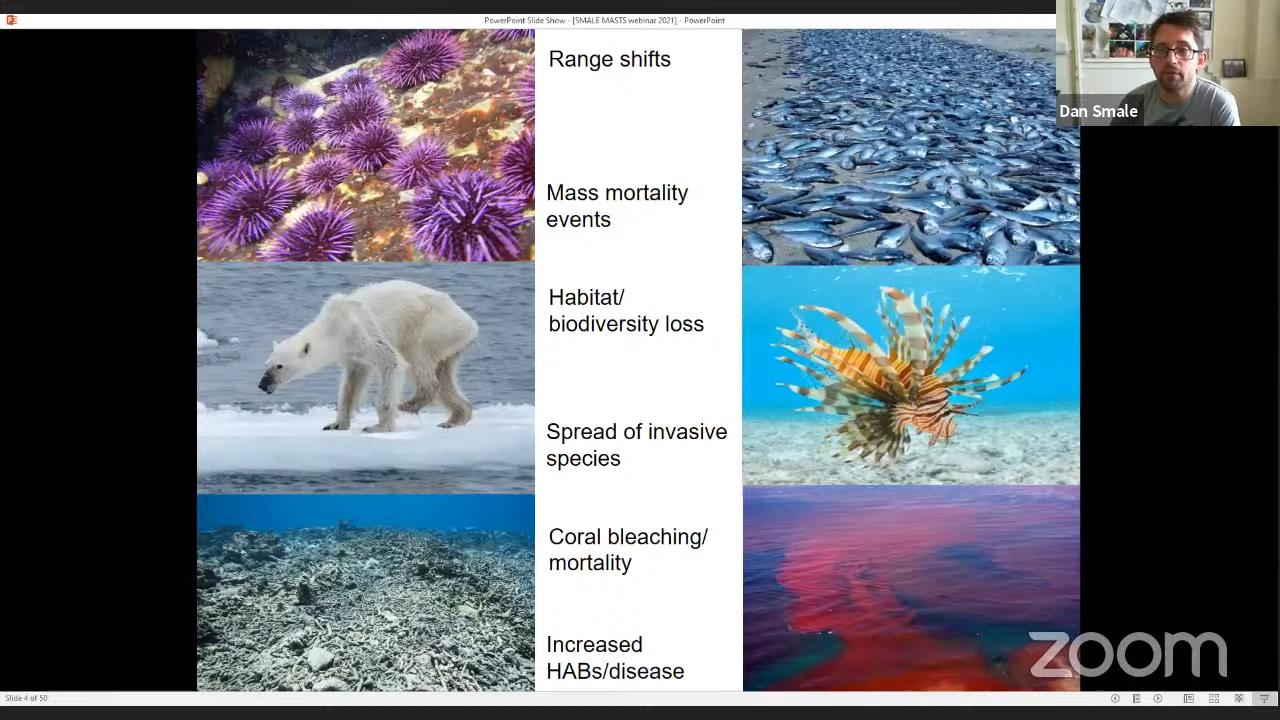 PowerPoint Slide Show - [SMALE MASTS webinar 2021] - PowerPoint
Dan Smale
Range shifts
Mass mortality
events
Habitat/
biodiversity loss
Spread of invasive
species
Coral bleaching/
mortality
Increased
HABs/disease
zoom
Slide 4 of 50